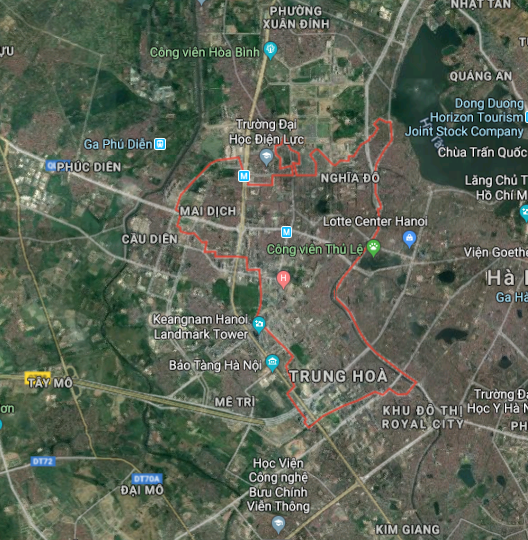 PHƯỜNG
XUÂN ĐỈNH
NHẬT TÂN
Công viên Hòa Bình
QUẢNG AN
Dong Duong
Horizon Tourism
Joint Stock Company
Trường Đại
Học Điện Lực
Ga Phú Diễn
Chùa Trấn Quốc
PHÚC DIỄN
M
NGHĨA ĐÔ
Lăng Chủ T
Hồ Chí M
MAI DỊCH
Lotte Center Hanoi
M
CẦU DIỄN
Công viên Thủ Lệ
Viện Goethe
H
Hà
Ga Hà
Keangnam Hanoi
Landmark Tower
Bảo Tàng Hà Nội
TRUNG HOÀ
TÂY MỖ
MỄ TRÌ
Trường Đạ
Học Y Hà N
KHU ĐÔ THỊ
ROYAL CITY
PH
DT72
Học Viện
Công nghệ
Bưu Chính
Viễn Thông
DT70A
ĐẠI MỖ
KIM GIANG